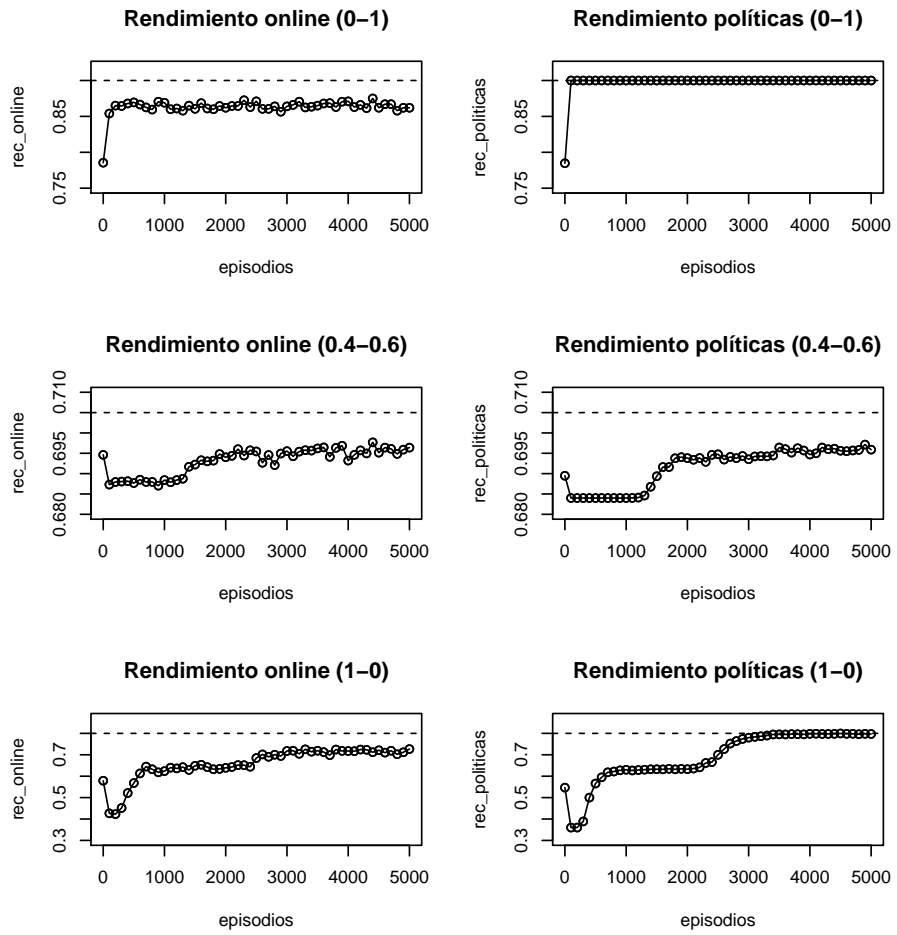 Rendimiento online (0−1)
rec_online
0.75 0.85
0 1000 2000 3000 4000 5000
episodios
Rendimiento políticas (0−1)
rec_políticas
0.75 0.85
0 1000 2000 3000 4000 5000
episodios
Rendimiento online (0.4−0.6)
rec_online
0.680 0.695 0.710
0 1000 2000 3000 4000 5000
episodios
Rendimiento políticas (0.4−0.6)
rec_politicas
0.680 0.695 0.710
0 1000 2000 3000 4000 5000
episodios
Rendimiento online (1−0)
rec_online
0.3 0.5 0.7
0 1000 2000 3000 4000 5000
episodios
Rendimiento políticas (1−0)
rec_politicas
0.3 0.5 0.7
0 1000 2000 3000 4000 5000
episodios